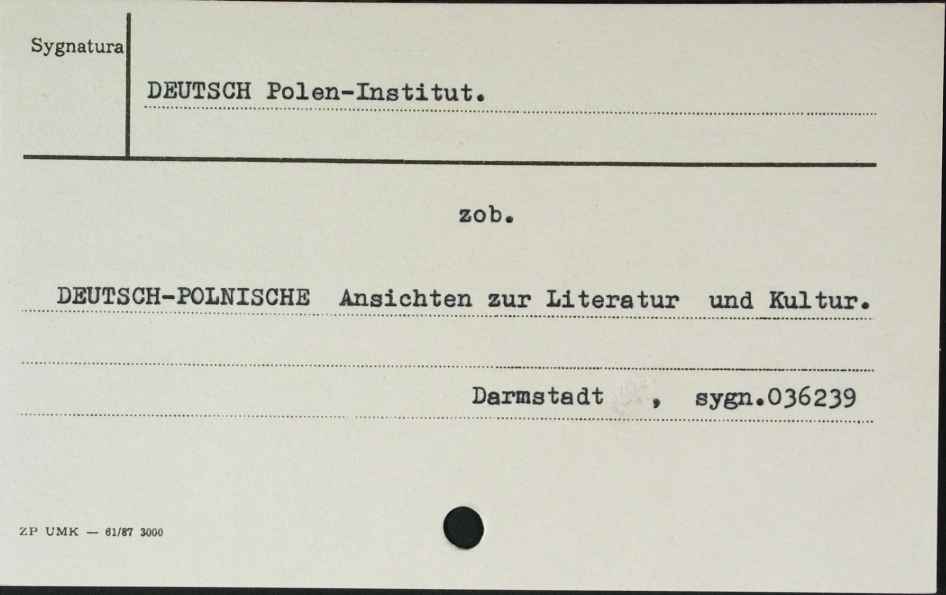 Sygnatura
DEUTSCH Polen-Institut.
zob.
DEUTSCH-POLNISCHE Ansichten zur Literatur und Kultur.
Darmstadt , sygn.036239
ZP UMK — 61/87 3000